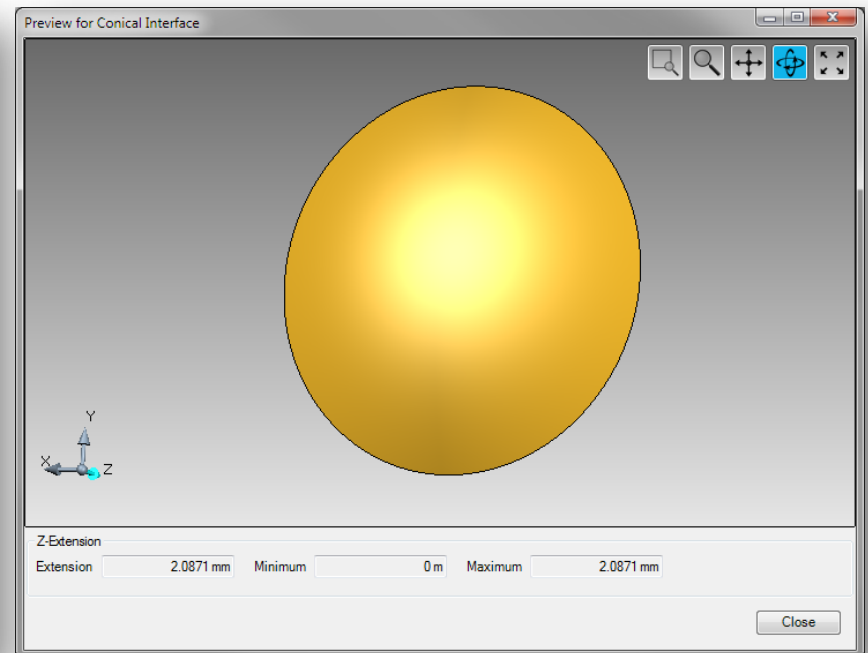 Preview for Conical Interface
Y
X
Z
Z-Extension
Extension 2.0871 mm Minimum 0 m Maximum 2.0871 mm
Close